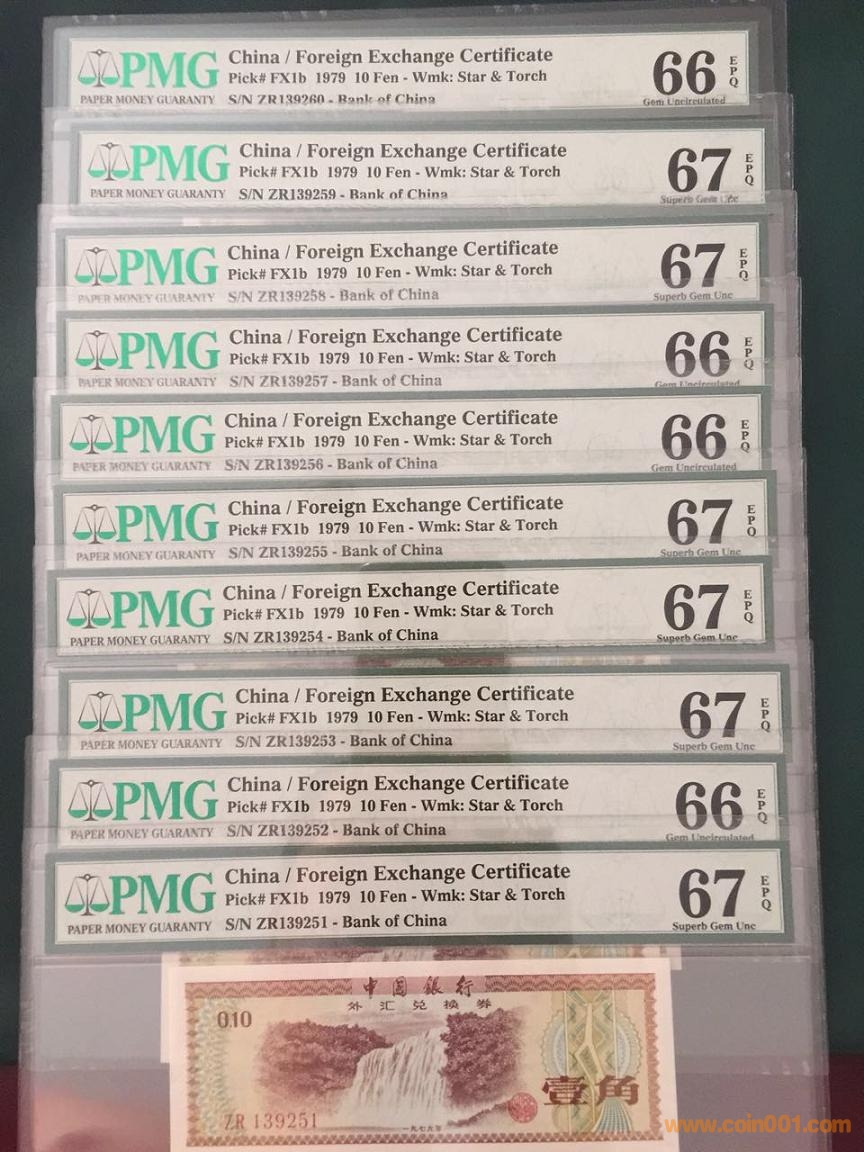 PMG
PAPER MONEY GUARANTY
China / Foreign Exchange Certificate
Pick# FX1b 1979 10 Fen - Wmk: Star & Torch
S/N ZR139260 - Bank of China
66 EPQ
Gem Uncirculated
PMG
PAPER MONEY GUARANTY
China / Foreign Exchange Certificate
Pick# FX1b 1979 10 Fen - Wmk: Star & Torch
S/N ZR139259 - Bank of China
67 EPQ
Superb Gem Unc
PMG
PAPER MONEY GUARANTY
China / Foreign Exchange Certificate
Pick# FX1b 1979 10 Fen - Wmk: Star & Torch
S/N ZR139258 - Bank of China
67 EPQ
Superb Gem Unc
PMG
PAPER MONEY GUARANTY
China / Foreign Exchange Certificate
Pick# FX1b 1979 10 Fen - Wmk: Star & Torch
S/N ZR139257 - Bank of China
66 EPQ
Gem Uncirculated
PMG
PAPER MONEY GUARANTY
China / Foreign Exchange Certificate
Pick# FX1b 1979 10 Fen - Wmk: Star & Torch
S/N ZR139256 - Bank of China
66 EPQ
Gem Uncirculated
PMG
PAPER MONEY GUARANTY
China / Foreign Exchange Certificate
Pick# FX1b 1979 10 Fen - Wmk: Star & Torch
S/N ZR139255 - Bank of China
67 EPQ
Superb Gem Unc
PMG
PAPER MONEY GUARANTY
China / Foreign Exchange Certificate
Pick# FX1b 1979 10 Fen - Wmk: Star & Torch
S/N ZR139254 - Bank of China
67 EPQ
Superb Gem Unc
PMG
PAPER MONEY GUARANTY
China / Foreign Exchange Certificate
Pick# FX1b 1979 10 Fen - Wmk: Star & Torch
S/N ZR139253 - Bank of China
67 EPQ
Superb Gem Unc
PMG
PAPER MONEY GUARANTY
China / Foreign Exchange Certificate
Pick# FX1b 1979 10 Fen - Wmk: Star & Torch
S/N ZR139252 - Bank of China
66 EPQ
Gem Uncirculated
PMG
PAPER MONEY GUARANTY
China / Foreign Exchange Certificate
Pick# FX1b 1979 10 Fen - Wmk: Star & Torch
S/N ZR139251 - Bank of China
67 EPQ
Superb Gem Unc
中国银行
外汇兑换券
0.10
壹角
ZR 139251
一九七九年
www.coin001.com